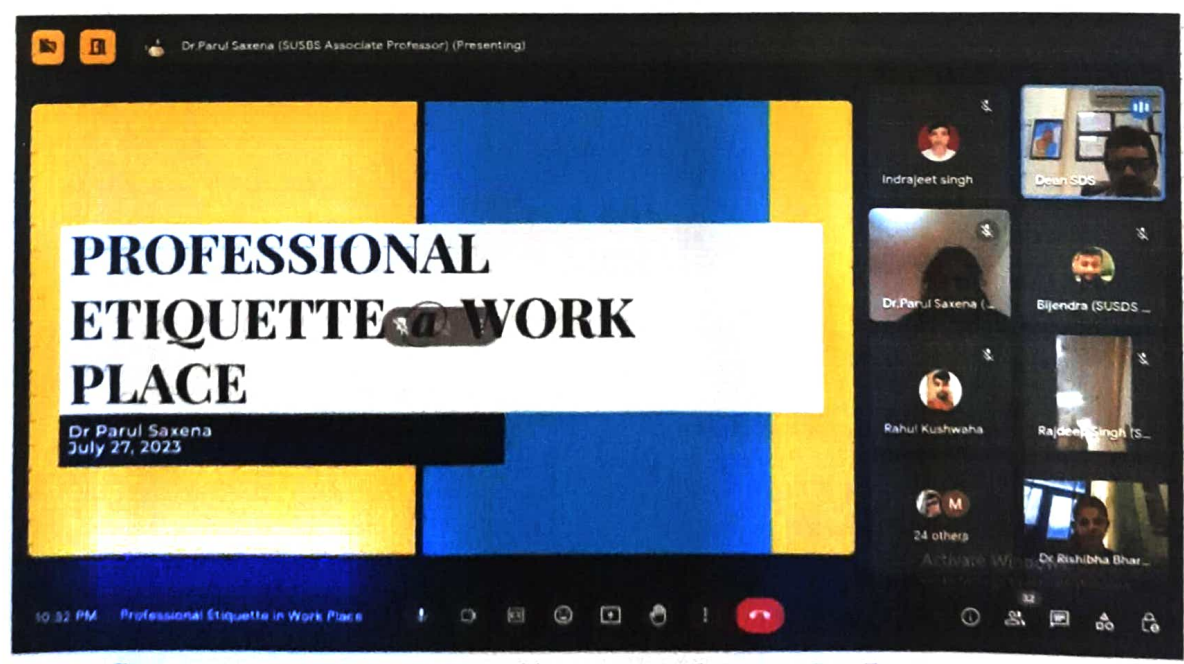 Dr.Parul Saxena (SUSBS Associate Professor) (Presenting)
PROFESSIONAL
ETIQUETTE @ WORK
PLACE
Dr Parul Saxena
July 27, 2023
Indrajeet singh
Dean SDS
Dr.Parul Saxena (...
Bijendra (SUSDS ...
Rahul Kushwaha
Rajdeep Singh (S...
M
24 others
Dr. Rishibha Bhar...
Activate
32
10:32 PM
Professional Etiquette in Work Place